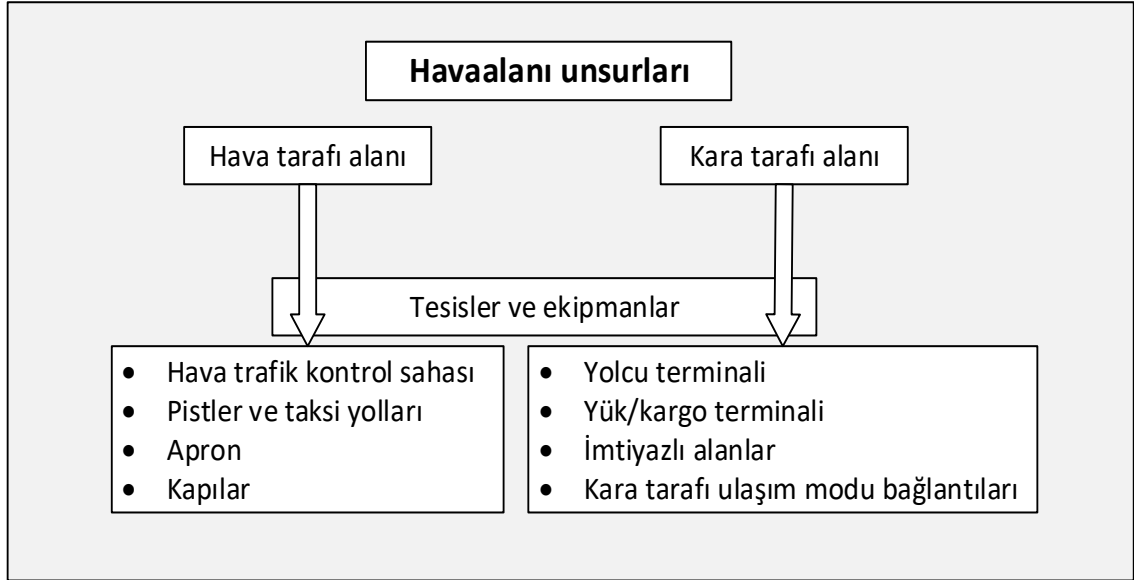 Havaalanı unsurları
Hava tarafı alanı
Kara tarafı alanı
Tesisler ve ekipmanlar
• Hava trafik kontrol sahası
• Pistler ve taksi yolları
• Apron
• Kapılar
• Yolcu terminali
• Yük/kargo terminali
• İmtiyazlı alanlar
• Kara tarafı ulaşım modu bağlantıları